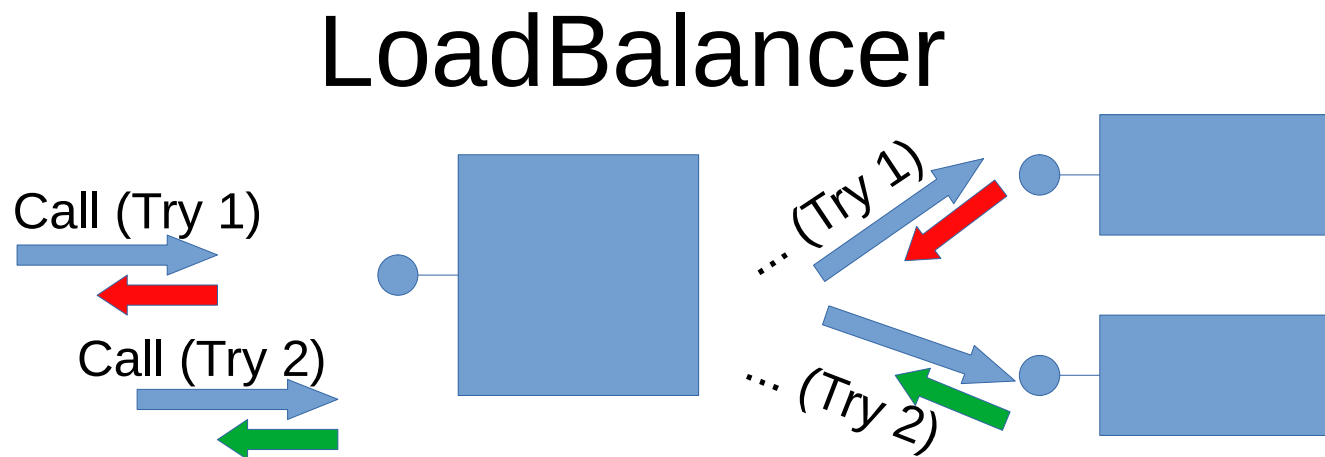 LoadBalancer
Call (Try 1)
... (Try 1)
Call (Try 2)
... (Try 2)